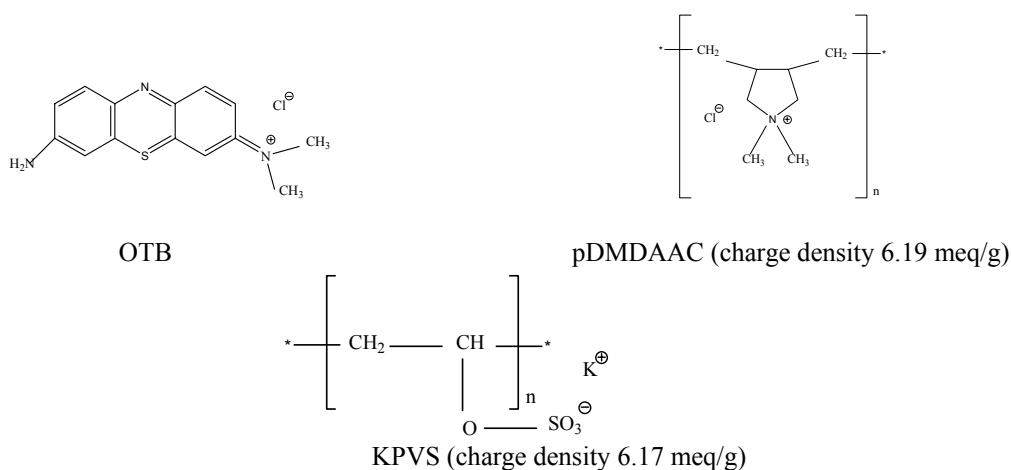 N
Cl⊖
H₂N
S
N⊕
CH₃
CH₃
OTB
*
CH₂
CH₂
*
Cl⊖
N⊕
CH₃
CH₃
n
pDMDAAC (charge density 6.19 meq/g)
*
CH₂
CH
*
K⊕
n
O
SO₃⊖
KPVS (charge density 6.17 meq/g)